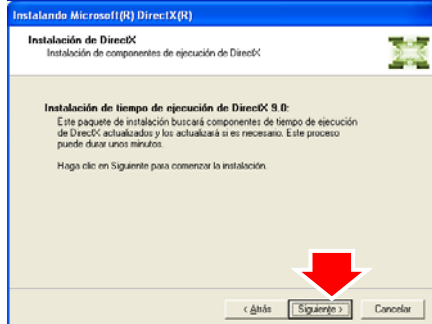 Instalando Microsoft(R) DirectX(R)
Instalación de DirectX
Instalación de componentes de ejecución de DirectX
Instalación de tiempo de ejecución de DirectX 9.0:
Este paquete de instalación buscará componentes de tiempo de ejecución
de DirectX actualizados y los actualizará si es necesario. Este proceso
puede durar unos minutos.
Haga clic en Siguiente para comenzar la instalación.
< Atrás Siguiente > Cancelar